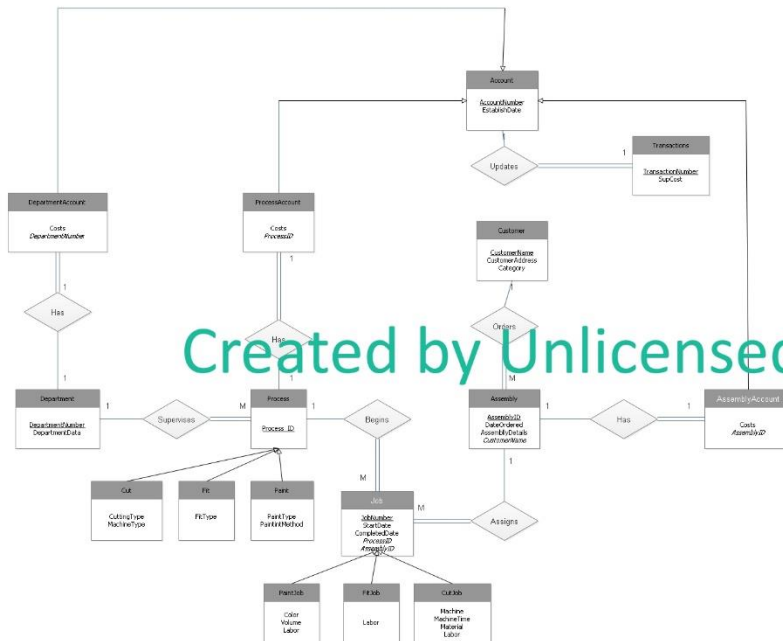 Account
AccountNumber
EstablishDate
1
Updates
1
Transactions
TransactionNumber
SupCost
DepartmentAccount
Costs
DepartmentNumber
ProcessAccount
Costs
ProcessID
Customer
CustomerName
CustomerAddress
Category
1
1
1
Has
Has
Orders
Created by Unlicensed
1
1
M
Department
DepartmentNumber
DepartmentData
1
Supervises
M
Process
Process_ID
1
Begins
Assembly
AssemblyID
DateOrdered
AssemblyDetails
CustomerName
1
Has
1
AssemblyAccount
Costs
AssemblyID
Cut
CuttingType
MachineType
Fit
FitType
Paint
PaintType
PaintintMethod
M
1
Job
JobNumber
StartDate
CompletedDate
ProcessID
AssemblyID
M
Assigns
PaintJob
Color
Volume
Labor
FitJob
Labor
CutJob
Machine
MachineTime
Material
Labor